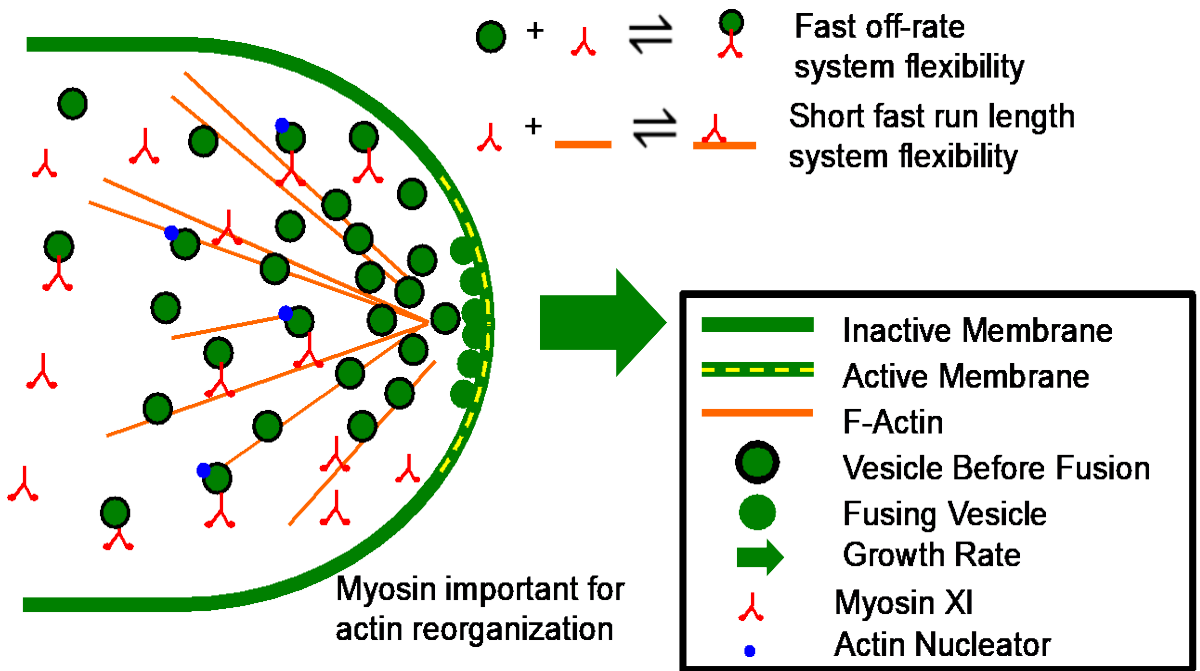 + ⇌ Fast off-rate
system flexibility
+ ⇌ Short fast run length
system flexibility
Inactive Membrane
Active Membrane
F-Actin
Vesicle Before Fusion
Fusing Vesicle
Growth Rate
Myosin XI
Actin Nucleator
Myosin important for
actin reorganization